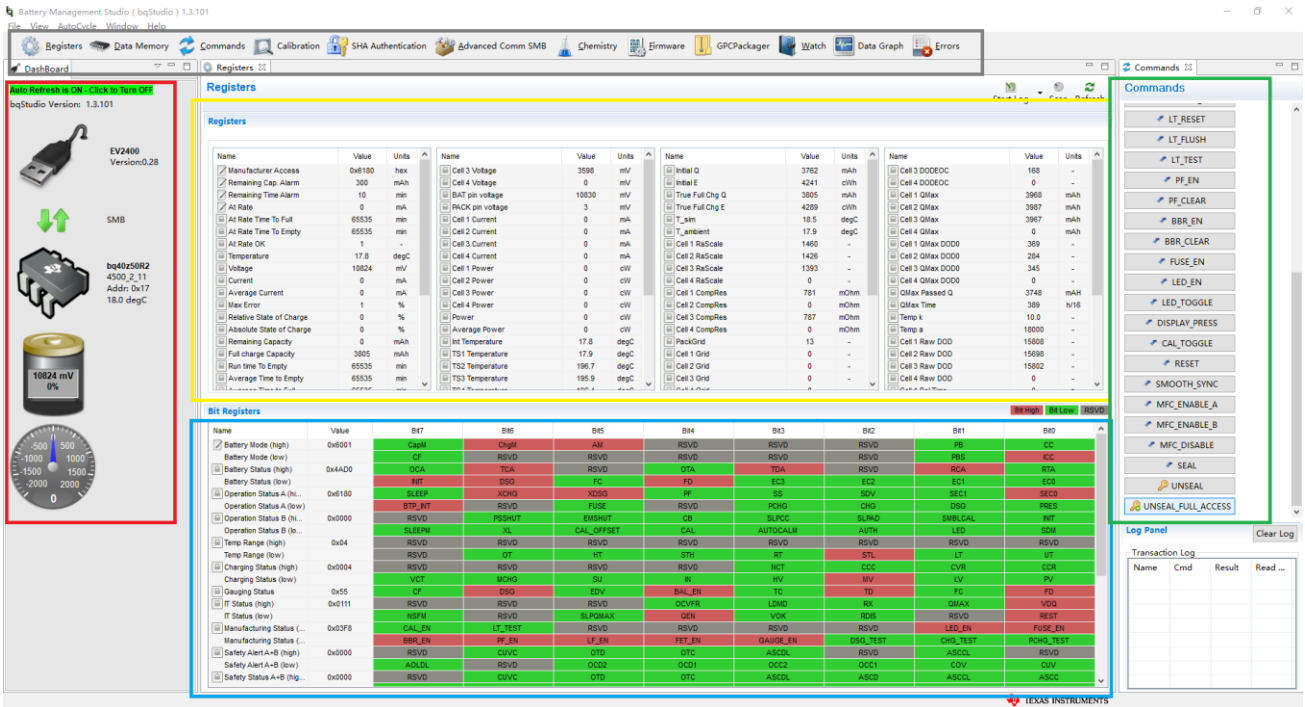 Battery Management Studio ( bqStudio ) 1.3.101
File View AutoCycle Window Help
Registers Data Memory Commands Calibration SHA Authentication Advanced Comm SMB Chemistry Firmware GPCPackager Watch Data Graph Errors
DashBoard
Auto Refresh is ON - Click to Turn OFF
bqStudio Version: 1.3.101
EV2400
Version:0.28
SMB
bq40z50R2
4500_2_11
Addr: 0x17
18.0 degC
10824 mV
0%
-500 500
-1000 1000
-1500 1500
-2000 2000
0
Registers
Registers
Start Log Scan Refresh
Registers
Name Value Units Name Value Units Name Value Units Name Value Units
Manufacturer Access 0x6180 hex Cell 3 Voltage 3598 mV Initial Q 3762 mAh Cell 3 DODEOC 168 -
Remaining Cap. Alarm 300 mAh Cell 4 Voltage 0 mV Initial E 4241 cWh Cell 4 DODEOC 0 -
Remaining Time Alarm 10 min BAT pin voltage 10830 mV True Full Chg Q 3805 mAh Cell 1 QMax 3968 mAh
At Rate 0 mA PACK pin voltage 3 mV True Full Chg E 4289 cWh Cell 2 QMax 3987 mAh
At Rate Time To Full 65535 min Cell 1 Current 0 mA T_sim 18.5 degC Cell 3 QMax 3967 mAh
At Rate Time To Empty 65535 min Cell 2 Current 0 mA T_ambient 17.9 degC Cell 4 QMax 0 mAh
At Rate OK 1 - Cell 3 Current 0 mA Cell 1 RaScale 1460 - Cell 1 QMax DOD0 369 -
Temperature 17.8 degC Cell 4 Current 0 mA Cell 2 RaScale 1426 - Cell 2 QMax DOD0 284 -
Voltage 10824 mV Cell 1 Power 0 cW Cell 3 RaScale 1393 - Cell 3 QMax DOD0 345 -
Current 0 mA Cell 2 Power 0 cW Cell 4 RaScale 0 - Cell 4 QMax DOD0 0 -
Average Current 0 mA Cell 3 Power 0 cW Cell 1 CompRes 781 mOhm QMax Passed Q 3748 mAH
Max Error 1 % Cell 4 Power 0 cW Cell 2 CompRes 0 mOhm QMax Time 389 h/16
Relative State of Charge 0 % Power 0 cW Cell 3 CompRes 787 mOhm Temp k 10.0 -
Absolute State of Charge 0 % Average Power 0 cW Cell 4 CompRes 0 mOhm Temp a 18000 -
Remaining Capacity 0 mAh Int Temperature 17.8 degC PackGrid 13 - Cell 1 Raw DOD 15808 -
Full charge Capacity 3805 mAh TS1 Temperature 17.9 degC Cell 1 Grid 0 - Cell 2 Raw DOD 15698 -
Run time To Empty 65535 min TS2 Temperature 196.7 degC Cell 2 Grid 0 - Cell 3 Raw DOD 15802 -
Average Time to Empty 65535 min TS3 Temperature 195.9 degC Cell 3 Grid 0 - Cell 4 Raw DOD 0 -
Bit Registers Bit High Bit Low RSVD
Name Value Bit7 Bit6 Bit5 Bit4 Bit3 Bit2 Bit1 Bit0
Battery Mode (high) 0x6001 CapM ChgM AM RSVD RSVD RSVD PB CC
Battery Mode (low) CF RSVD RSVD RSVD RSVD RSVD PBS ICC
Battery Status (high) 0x4AD0 OCA TCA RSVD OTA TDA RSVD RCA RTA
Battery Status (low) INIT DSG FC FD EC3 EC2 EC1 EC0
Operation Status A (hi... 0x6180 SLEEP XCHG XDSG PF SS SDV SEC1 SEC0
Operation Status A (low) BTP_INT RSVD FUSE RSVD PCHG CHG DSG PRES
Operation Status B (hi... 0x0000 RSVD PSSHUT EMSHUT CB SLPCC SLPAD SMBLCAL INIT
Operation Status B (lo... SLEEPM XL CAL_OFFSET CAL AUTOCALM AUTH LED SDM
Temp Range (high) 0x04 RSVD RSVD RSVD RSVD RSVD RSVD RSVD RSVD
Temp Range (low) RSVD OT HT STH RT STL LT UT
Charging Status (high) 0x0004 RSVD RSVD RSVD RSVD NCT CCC CVR CCR
Charging Status (low) VCT MCHG SU IN HV MV LV PV
Gauging Status 0x55 CF DSG EDV BAL_EN TC TD FC FD
IT Status (high) 0x0111 RSVD RSVD RSVD OCVFR LDMD RX QMAX VDQ
IT Status (low) NSFM RSVD SLPQMAX QEN VOK RDIS RSVD REST
Manufacturing Status (... 0x03F8 CAL_EN LT_TEST RSVD RSVD RSVD RSVD LED_EN FUSE_EN
Manufacturing Status (... BBR_EN PF_EN LF_EN FET_EN GAUGE_EN DSG_TEST CHG_TEST PCHG_TEST
Safety Alert A+B (high) 0x0000 RSVD CUVC OTD OTC ASCDL RSVD ASCCL RSVD
Safety Alert A+B (low) AOLDL RSVD OCD2 OCD1 OCC2 OCC1 COV CUV
Safety Status A+B (hig... 0x0000 RSVD CUVC OTD OTC ASCDL ASCD ASCCL ASCC
TEXAS INSTRUMENTS
Commands
Commands
LT_RESET
LT_FLUSH
LT_TEST
PF_EN
PF_CLEAR
BBR_EN
BBR_CLEAR
FUSE_EN
LED_EN
LED_TOGGLE
DISPLAY_PRESS
CAL_TOGGLE
RESET
SMOOTH_SYNC
MFC_ENABLE_A
MFC_ENABLE_B
MFC_DISABLE
SEAL
UNSEAL
UNSEAL_FULL_ACCESS
Log Panel Clear Log
Transaction Log
Name Cmd Result Read ...